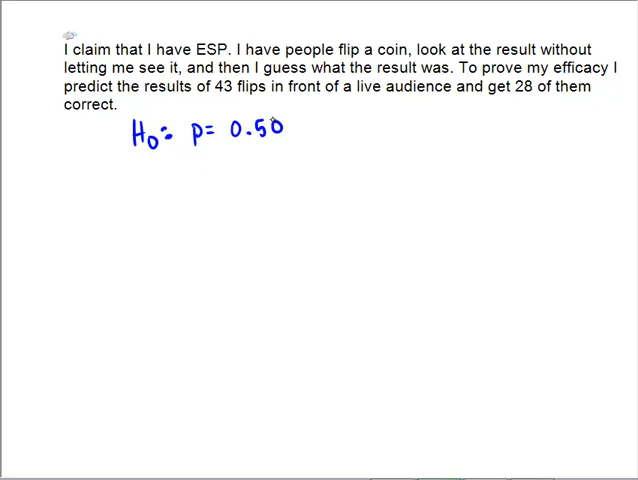 I claim that I have ESP. I have people flip a coin, look at the result without
letting me see it, and then I guess what the result was. To prove my efficacy I
predict the results of 43 flips in front of a live audience and get 28 of them
correct.
H₀: p = 0.50